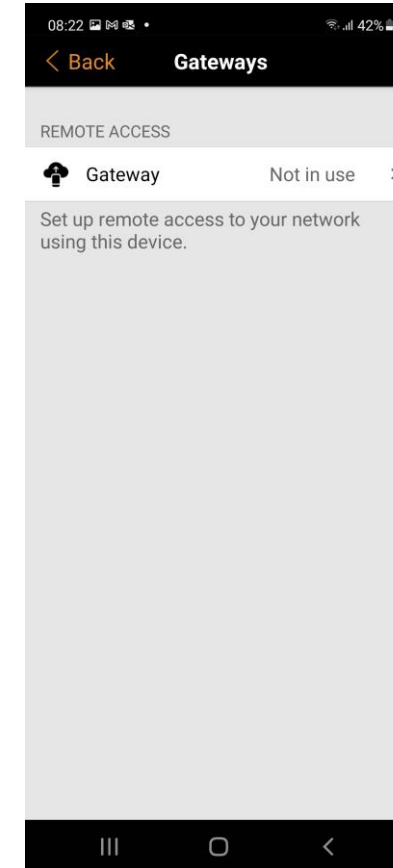 08:22 42%
Back Gateways
REMOTE ACCESS
Gateway Not in use
Set up remote access to your network
using this device.